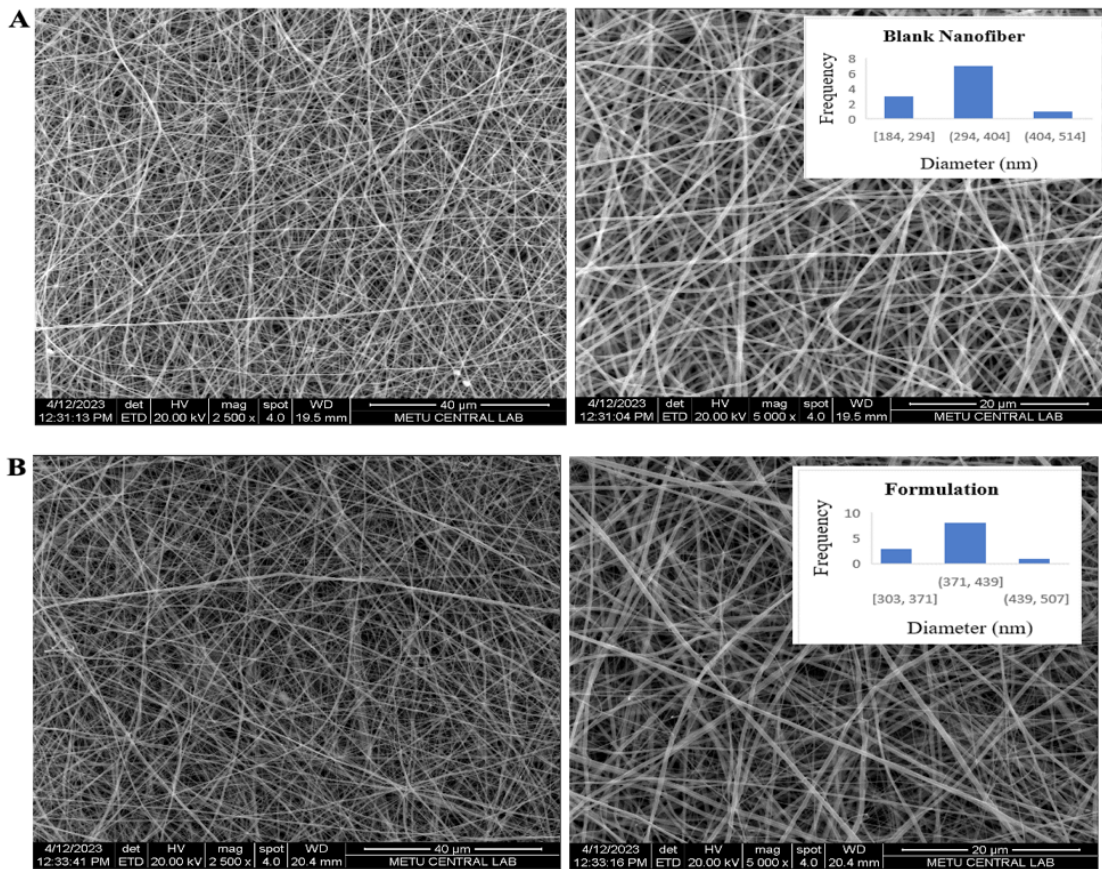 A
Blank Nanofiber
Frequency
8
6
4
2
0
[184, 294]
(294, 404]
(404, 514]
Diameter (nm)
4/12/2023 det HV mag spot WD 40 µm
12:31:13 PM ETD 20.00 kV 2 500 x 4.0 19.5 mm METU CENTRAL LAB
4/12/2023 det HV mag spot WD 20 µm
12:31:04 PM ETD 20.00 kV 5 000 x 4.0 19.5 mm METU CENTRAL LAB
B
Formulation
Frequency
10
5
0
[303, 371]
(371, 439]
(439, 507]
Diameter (nm)
4/12/2023 det HV mag spot WD 40 µm
12:33:41 PM ETD 20.00 kV 2 500 x 4.0 20.4 mm METU CENTRAL LAB
4/12/2023 det HV mag spot WD 20 µm
12:33:16 PM ETD 20.00 kV 5 000 x 4.0 20.4 mm METU CENTRAL LAB